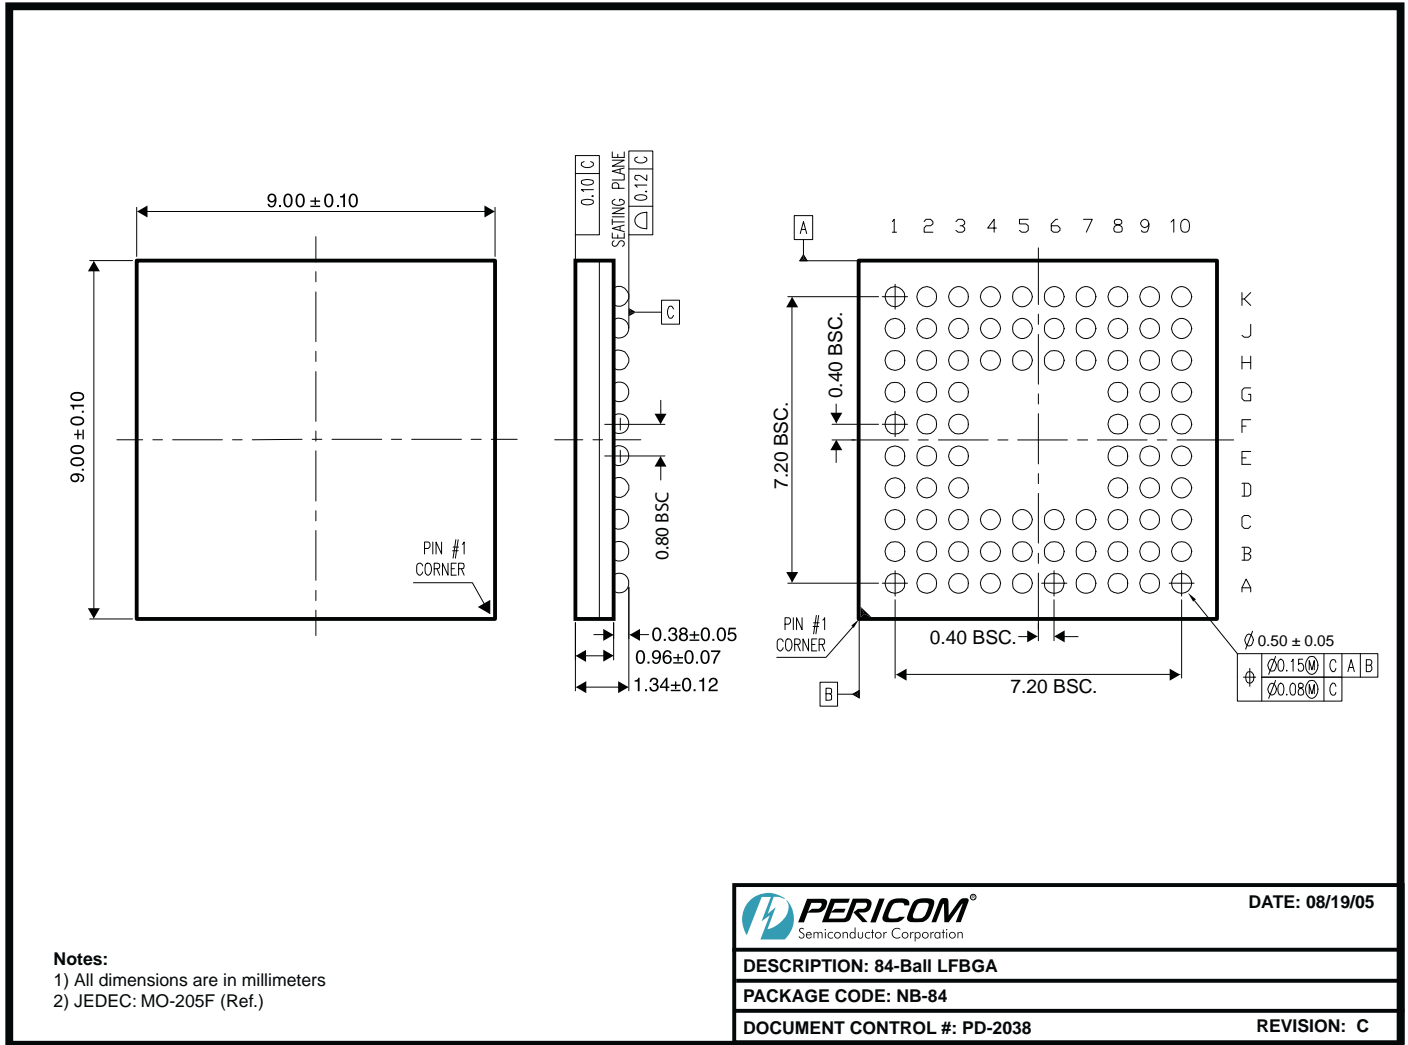 9.00 ± 0.10
9.00 ± 0.10
PIN #1
CORNER
0.10 C
SEATING PLANE
0.12 C
C
0.80 BSC
0.38±0.05
0.96±0.07
1.34±0.12
A
1 2 3 4 5 6 7 8 9 10
K
J
H
G
F
E
D
C
B
A
0.40 BSC.
7.20 BSC.
PIN #1
CORNER
0.40 BSC.
7.20 BSC.
B
Ø 0.50 ± 0.05
Ø0.15Ⓜ C A B
Ø0.08Ⓜ C
Notes:
1) All dimensions are in millimeters
2) JEDEC: MO-205F (Ref.)
PERICOM®
Semiconductor Corporation
DATE: 08/19/05
DESCRIPTION: 84-Ball LFBGA
PACKAGE CODE: NB-84
DOCUMENT CONTROL #: PD-2038
REVISION: C